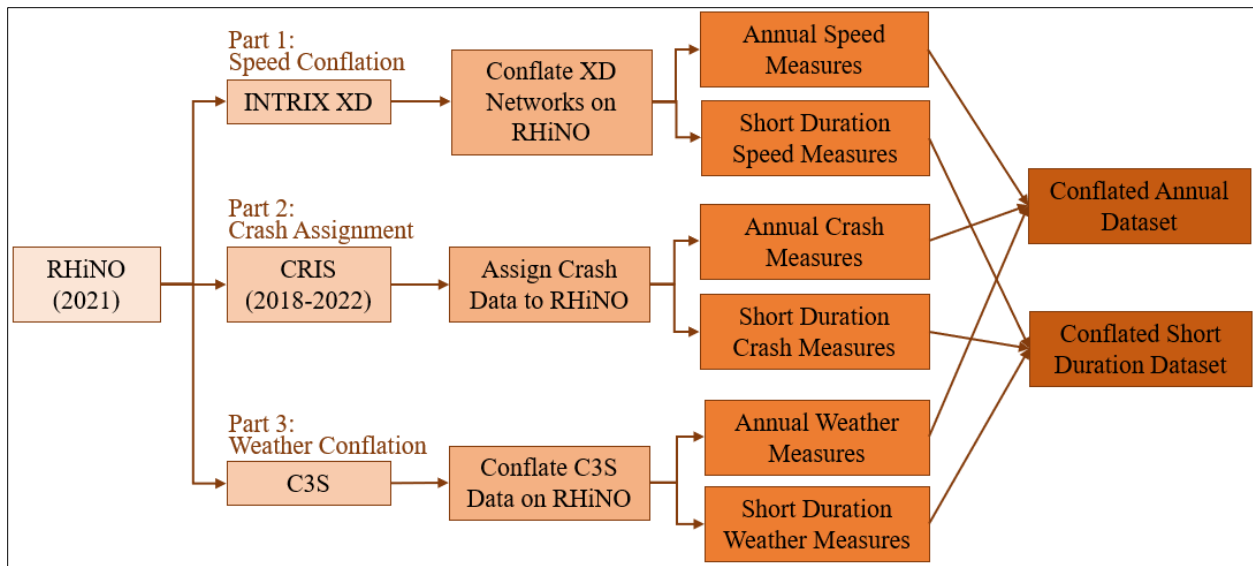 RHiNO
(2021)
Part 1:
Speed Conflation
INTRIX XD
Conflate XD
Networks on
RHiNO
Annual Speed
Measures
Short Duration
Speed Measures
Part 2:
Crash Assignment
CRIS
(2018-2022)
Assign Crash
Data to RHiNO
Annual Crash
Measures
Short Duration
Crash Measures
Part 3:
Weather Conflation
C3S
Conflate C3S
Data on RHiNO
Annual Weather
Measures
Short Duration
Weather Measures
Conflated Annual
Dataset
Conflated Short
Duration Dataset